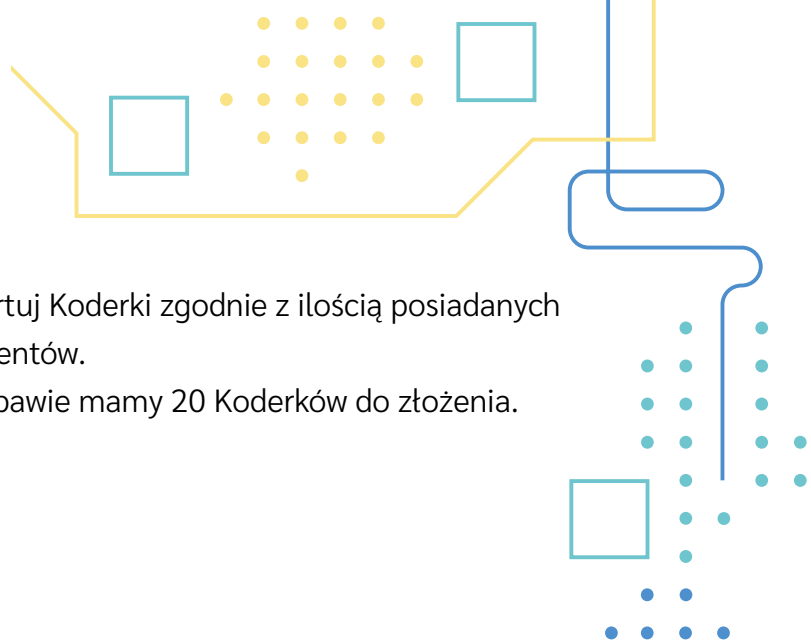 rtuj Koderki zgodnie z ilością posiadanych
entów.
bawie mamy 20 Koderków do złożenia.